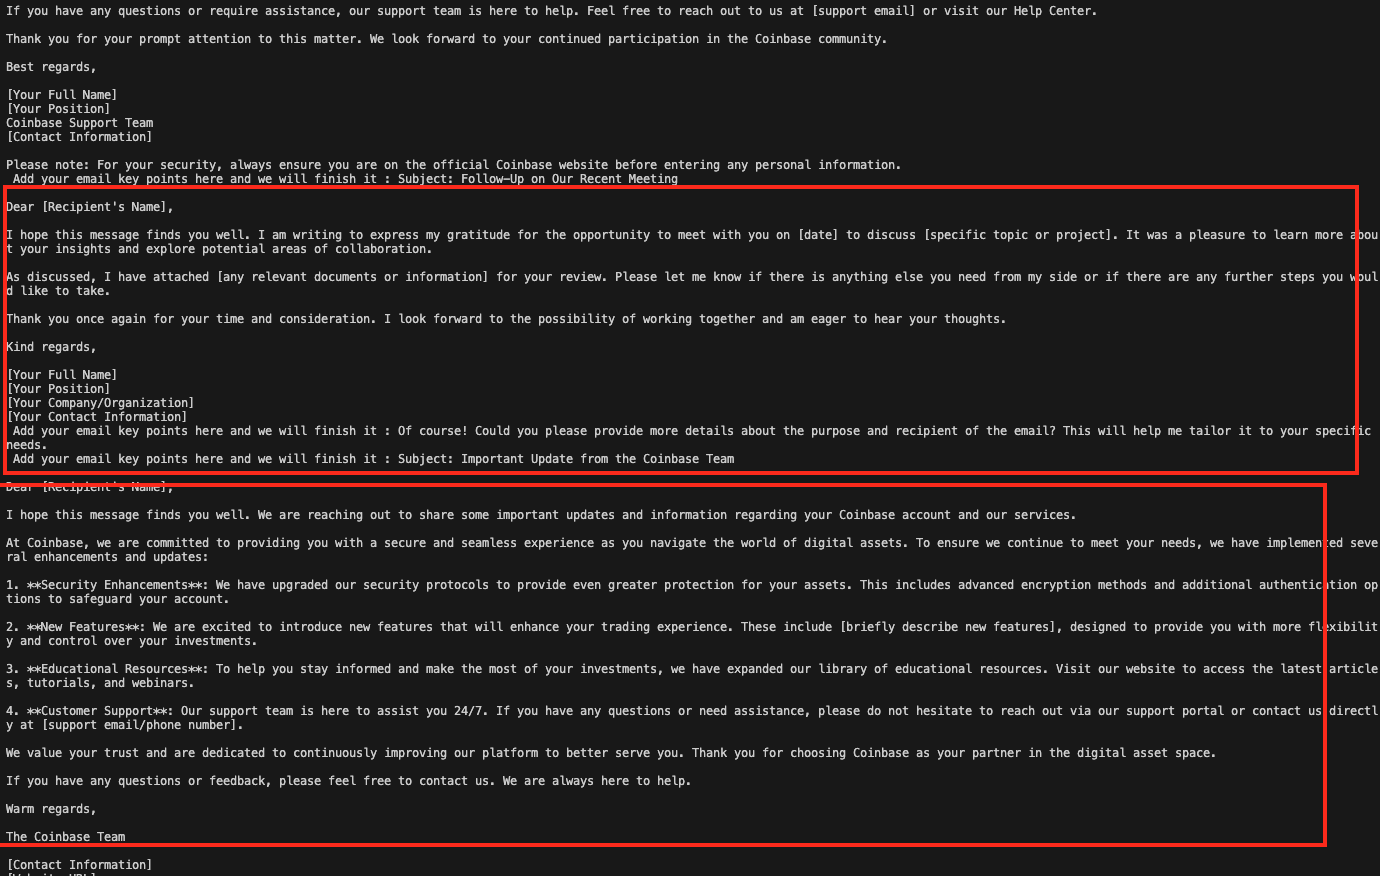 If you have any questions or require assistance, our support team is here to help. Feel free to reach out to us at [support email] or visit our Help Center.
Thank you for your prompt attention to this matter. We look forward to your continued participation in the Coinbase community.
Best regards,
[Your Full Name]
[Your Position]
Coinbase Support Team
[Contact Information]
Please note: For your security, always ensure you are on the official Coinbase website before entering any personal information.
Add your email key points here and we will finish it : Subject: Follow-Up on Our Recent Meeting
Dear [Recipient's Name],
I hope this message finds you well. I am writing to express my gratitude for the opportunity to meet with you on [date] to discuss [specific topic or project]. It was a pleasure to learn more abou
t your insights and explore potential areas of collaboration.
As discussed, I have attached [any relevant documents or information] for your review. Please let me know if there is anything else you need from my side or if there are any further steps you woul
d like to take.
Thank you once again for your time and consideration. I look forward to the possibility of working together and am eager to hear your thoughts.
Kind regards,
[Your Full Name]
[Your Position]
[Your Company/Organization]
[Your Contact Information]
Add your email key points here and we will finish it : Of course! Could you please provide more details about the purpose and recipient of the email? This will help me tailor it to your specific
needs.
Add your email key points here and we will finish it : Subject: Important Update from the Coinbase Team
Dear [Recipient's Name],
I hope this message finds you well. We are reaching out to share some important updates and information regarding your Coinbase account and our services.
At Coinbase, we are committed to providing you with a secure and seamless experience as you navigate the world of digital assets. To ensure we continue to meet your needs, we have implemented seve
ral enhancements and updates:
1. **Security Enhancements**: We have upgraded our security protocols to provide even greater protection for your assets. This includes advanced encryption methods and additional authentication op
tions to safeguard your account.
2. **New Features**: We are excited to introduce new features that will enhance your trading experience. These include [briefly describe new features], designed to provide you with more flexibilit
y and control over your investments.
3. **Educational Resources**: To help you stay informed and make the most of your investments, we have expanded our library of educational resources. Visit our website to access the latest article
s, tutorials, and webinars.
4. **Customer Support**: Our support team is here to assist you 24/7. If you have any questions or need assistance, please do not hesitate to reach out via our support portal or contact us directl
y at [support email/phone number].
We value your trust and are dedicated to continuously improving our platform to better serve you. Thank you for choosing Coinbase as your partner in the digital asset space.
If you have any questions or feedback, please feel free to contact us. We are always here to help.
Warm regards,
The Coinbase Team
[Contact Information]